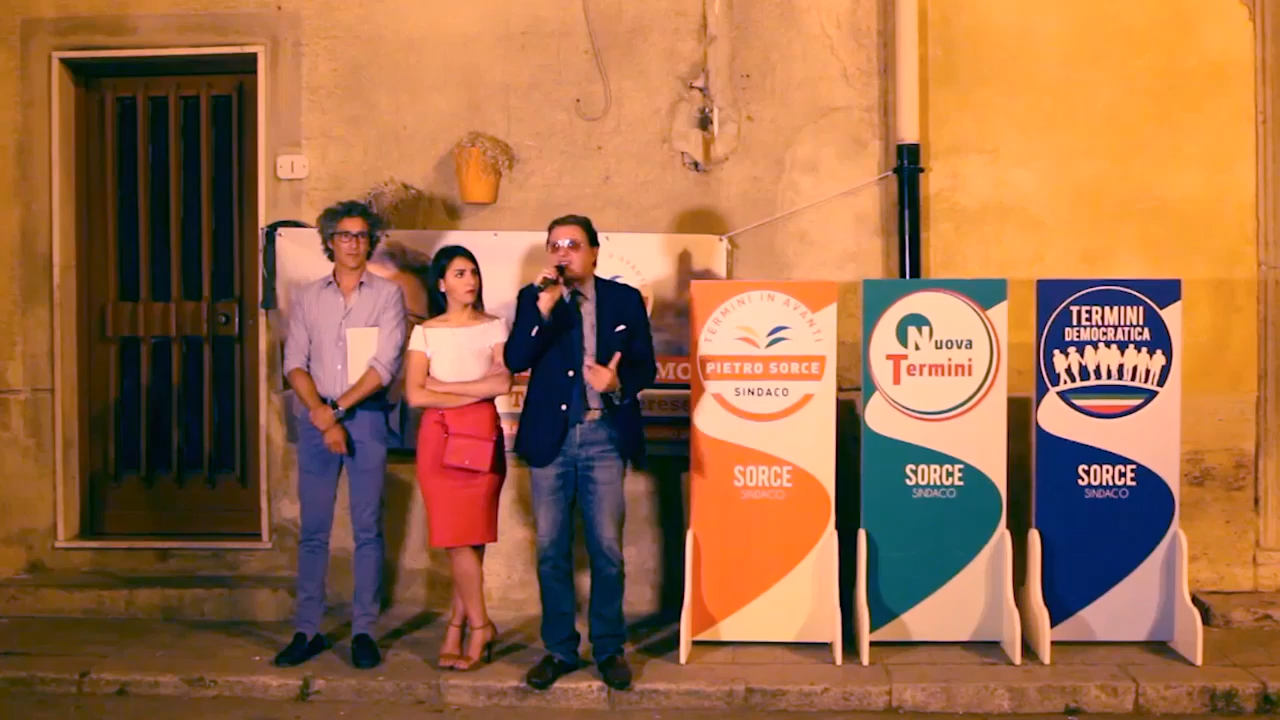 TERMINI IN AVANTI
PIETRO SORCE
SINDACO
SORCE
SINDACO
Nuova
Termini
SORCE
SINDACO
TERMINI
DEMOCRATICA
SORCE
SINDACO